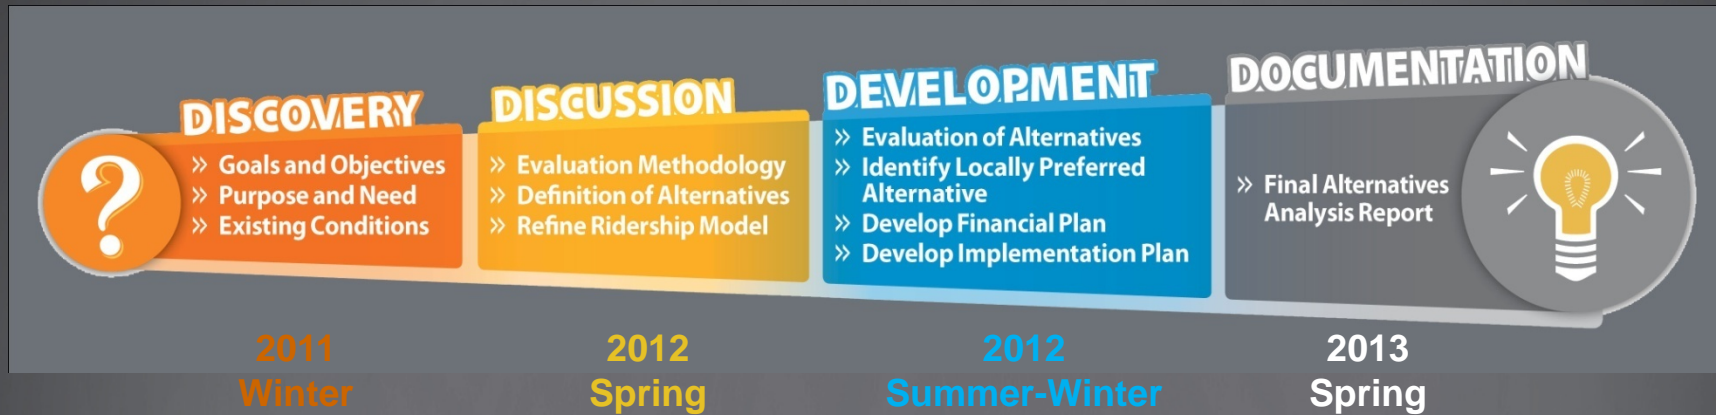 DISCOVERY
» Goals and Objectives
» Purpose and Need
» Existing Conditions
DISCUSSION
» Evaluation Methodology
» Definition of Alternatives
» Refine Ridership Model
DEVELOPMENT
» Evaluation of Alternatives
» Identify Locally Preferred
Alternative
» Develop Financial Plan
» Develop Implementation Plan
DOCUMENTATION
» Final Alternatives
Analysis Report
?
2011
Winter
2012
Spring
2012
Summer-Winter
2013
Spring